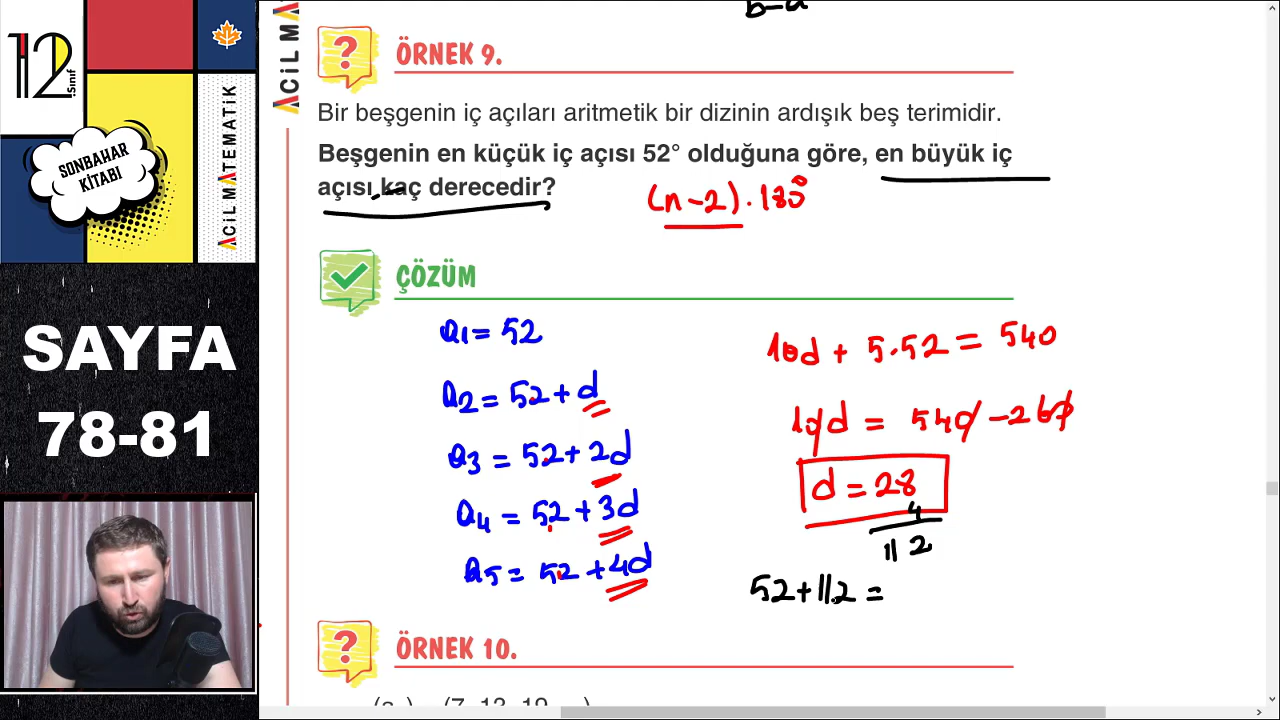 b-a
12
.Sınıf
SONBAHAR
KİTABI
ACİL MATEMATİK
ACİL MA
SAYFA
78-81
? ÖRNEK 9.
Bir beşgenin iç açıları aritmetik bir dizinin ardışık beş terimidir.
Beşgenin en küçük iç açısı 52° olduğuna göre, en büyük iç
açısı kaç derecedir?
(n-2).180°
ÇÖZÜM
a1 = 52
a2 = 52+d
a3 = 52+2d
a4 = 52+3d
a5 = 52+4d
10d + 5.52 = 540
10d = 540 - 260
d = 28
4
112
52+112 =
? ÖRNEK 10.